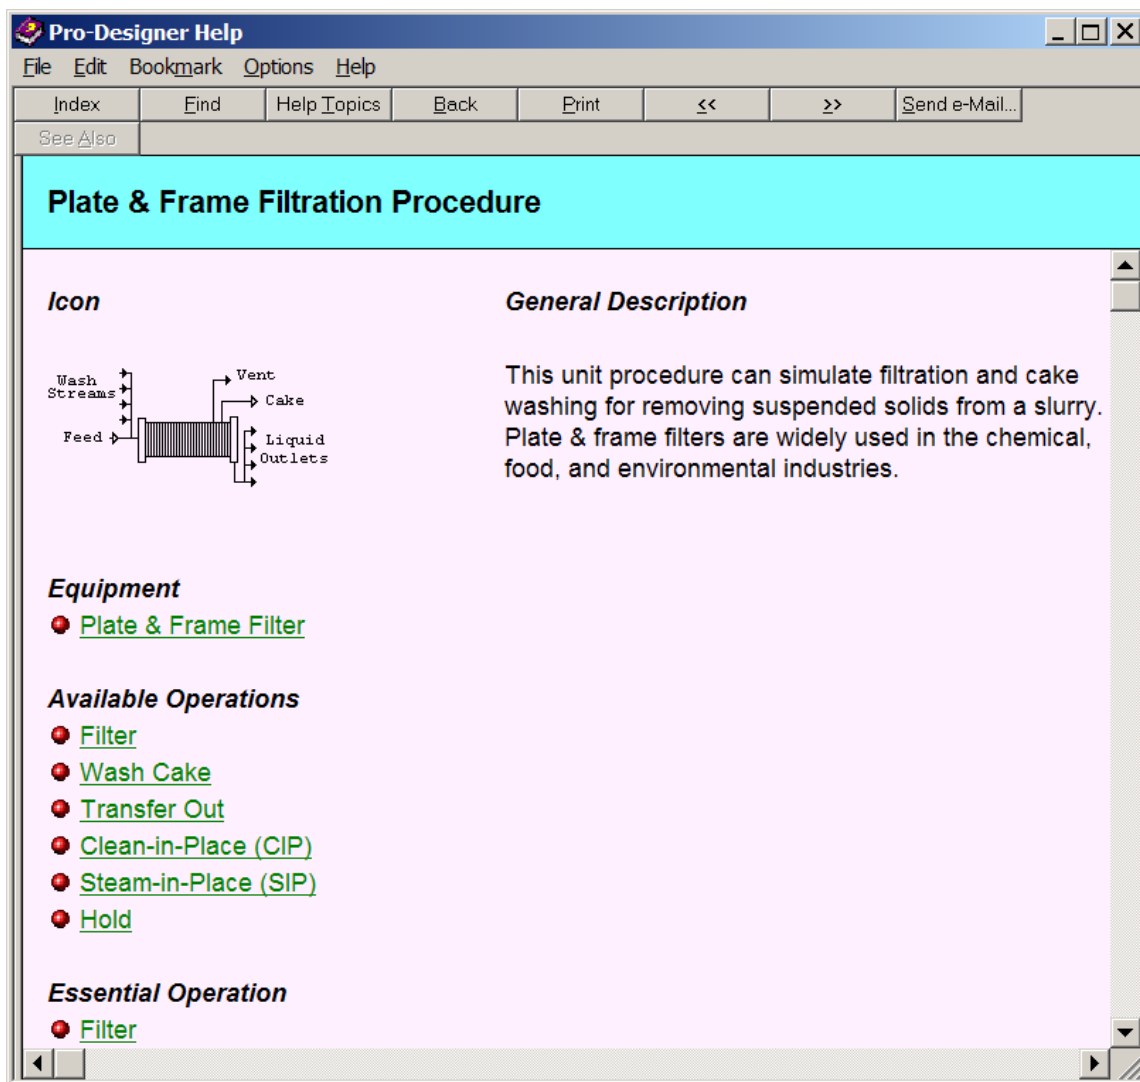 Pro-Designer Help
File Edit Bookmark Options Help
Index Find Help Topics Back Print << >> Send e-Mail...
See Also
Plate & Frame Filtration Procedure
Icon
Wash
Streams
Feed
Vent
Cake
Liquid
Outlets
General Description
This unit procedure can simulate filtration and cake
washing for removing suspended solids from a slurry.
Plate & frame filters are widely used in the chemical,
food, and environmental industries.
Equipment
Plate & Frame Filter
Available Operations
Filter
Wash Cake
Transfer Out
Clean-in-Place (CIP)
Steam-in-Place (SIP)
Hold
Essential Operation
Filter